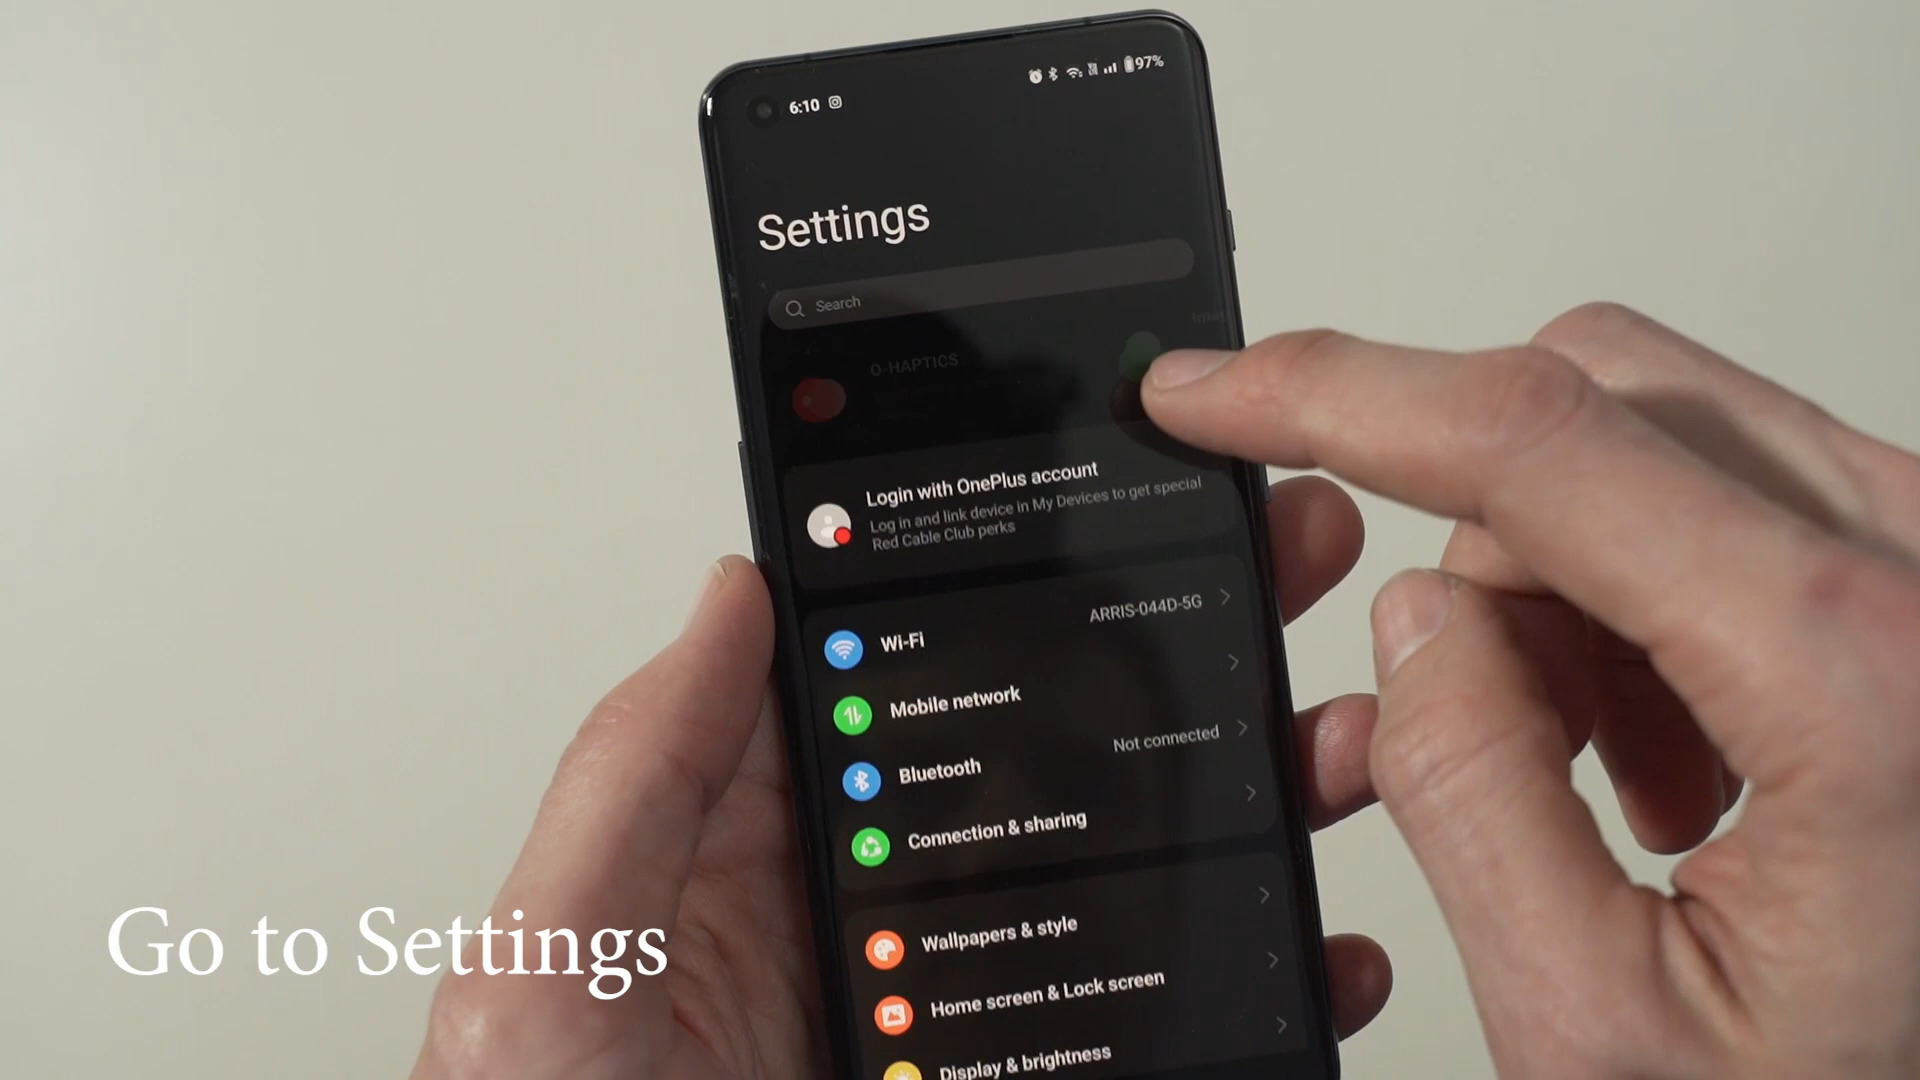 6:10
97%
Settings
Search
O-HAPTICS
Login with OnePlus account
Log in and link device in My Devices to get special
Red Cable Club perks
Wi-Fi ARRIS-044D-5G
Mobile network
Bluetooth Not connected
Connection & sharing
Wallpapers & style
Home screen & Lock screen
Display & brightness
Go to Settings